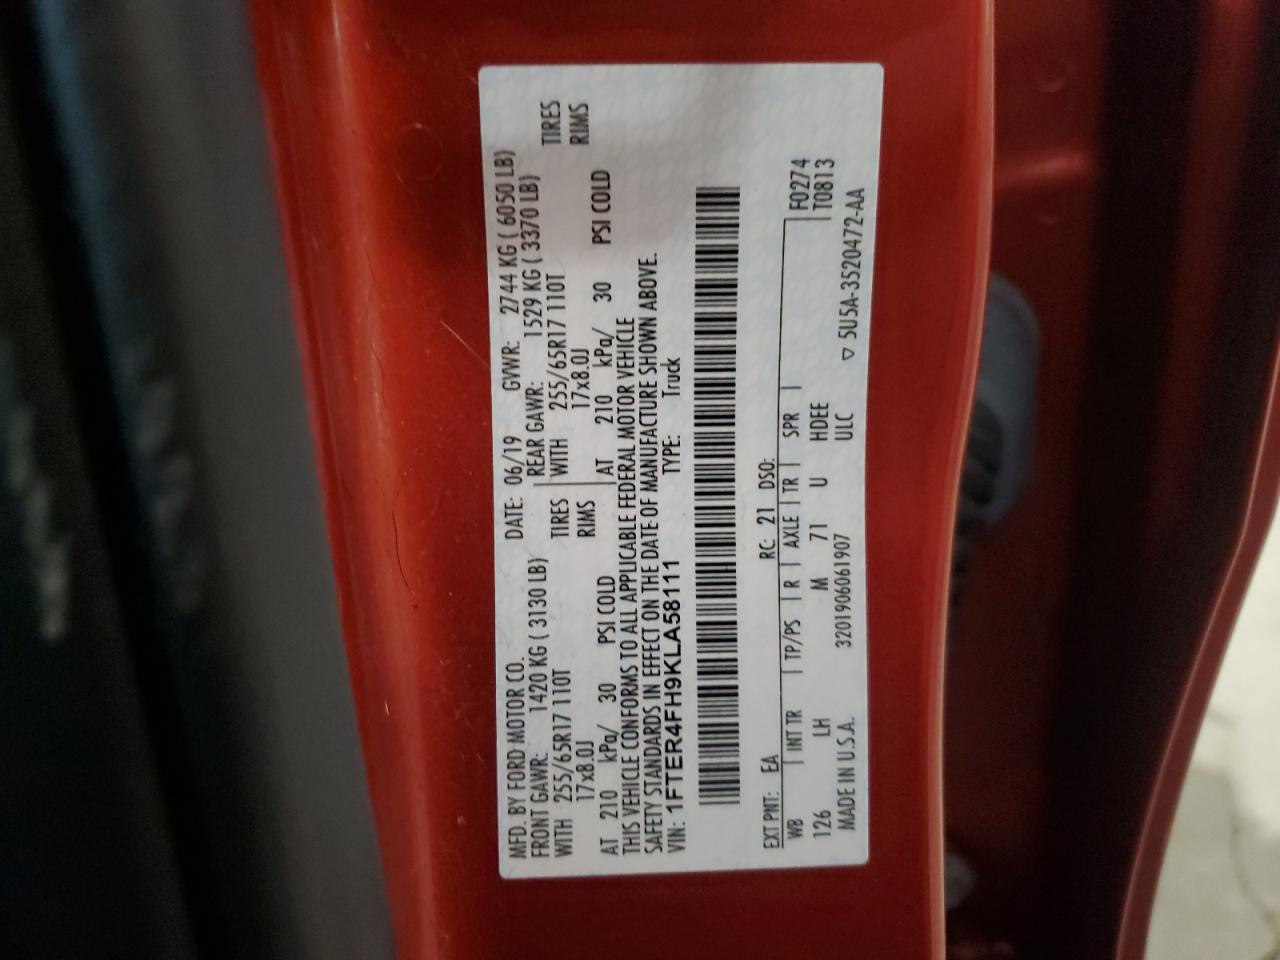 MFD. BY FORD MOTOR CO. DATE: 06/19 GVWR: 2744 KG ( 6050 LB)
FRONT GAWR: 1420 KG ( 3130 LB) REAR GAWR: 1529 KG ( 3370 LB)
WITH 255/65R17 110T TIRES WITH 255/65R17 110T TIRES
17x8.0J RIMS 17x8.0J RIMS
AT 210 kPa/ 30 PSI COLD AT 210 kPa/ 30 PSI COLD
THIS VEHICLE CONFORMS TO ALL APPLICABLE FEDERAL MOTOR VEHICLE
SAFETY STANDARDS IN EFFECT ON THE DATE OF MANUFACTURE SHOWN ABOVE.
VIN: 1FTER4FH9KLA58111 TYPE: Truck
EXT PNT: EA RC: 21 DSO:
WB INT TR TP/PS R AXLE TR SPR F0274
126 LH M 71 U HDEE T0813
MADE IN U.S.A. 3201906061907 ULC ▽ 5U5A-3520472-AA